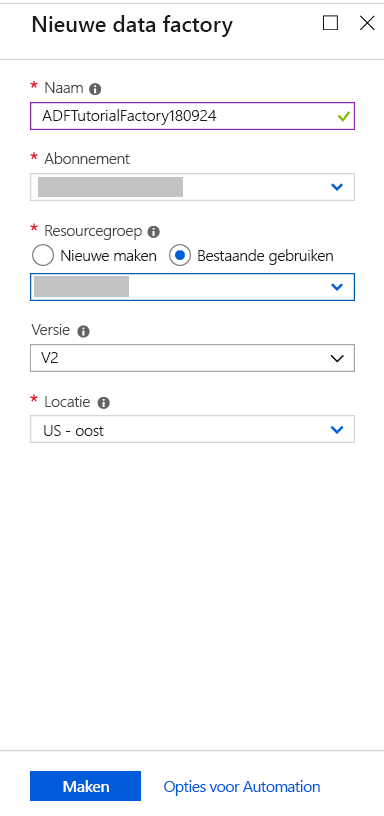 Nieuwe data factory
* Naam
ADFTutorialFactory180924
* Abonnement
* Resourcegroep
Nieuwe maken Bestaande gebruiken
Versie
V2
* Locatie
US - oost
Maken Opties voor Automation